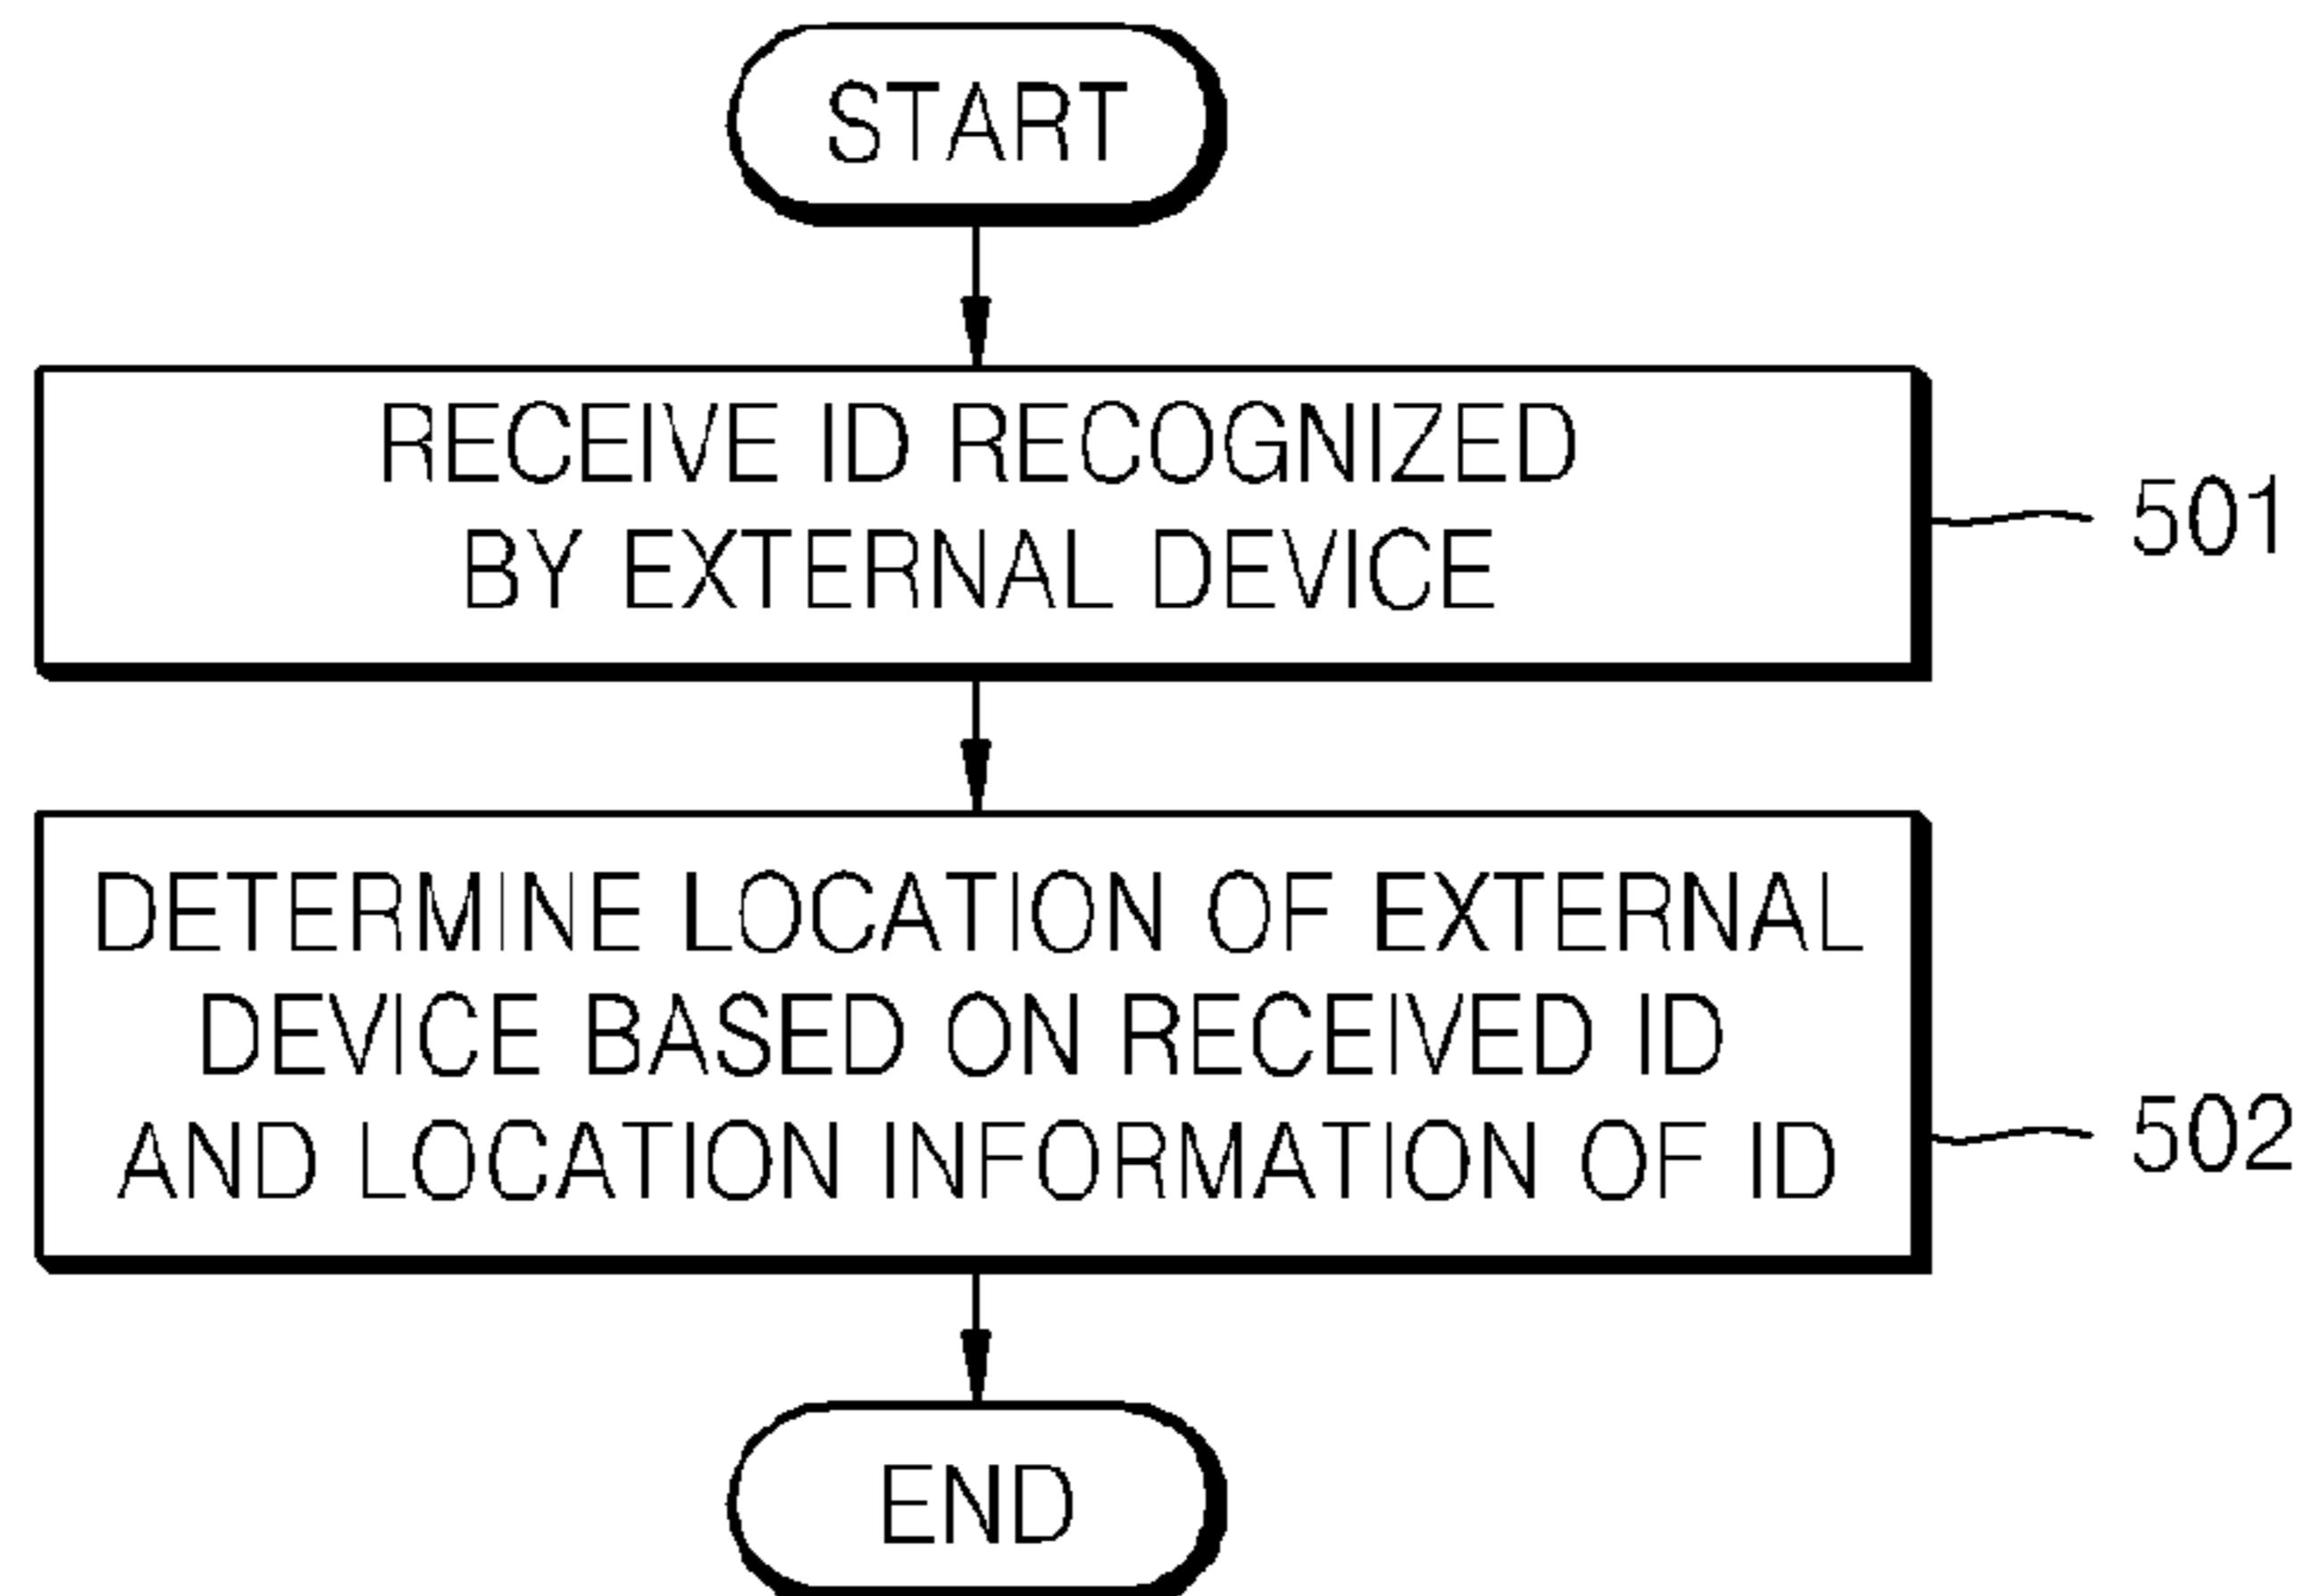 START
RECEIVE ID RECOGNIZED
BY EXTERNAL DEVICE
501
DETERMINE LOCATION OF EXTERNAL
DEVICE BASED ON RECEIVED ID
AND LOCATION INFORMATION OF ID
502
END